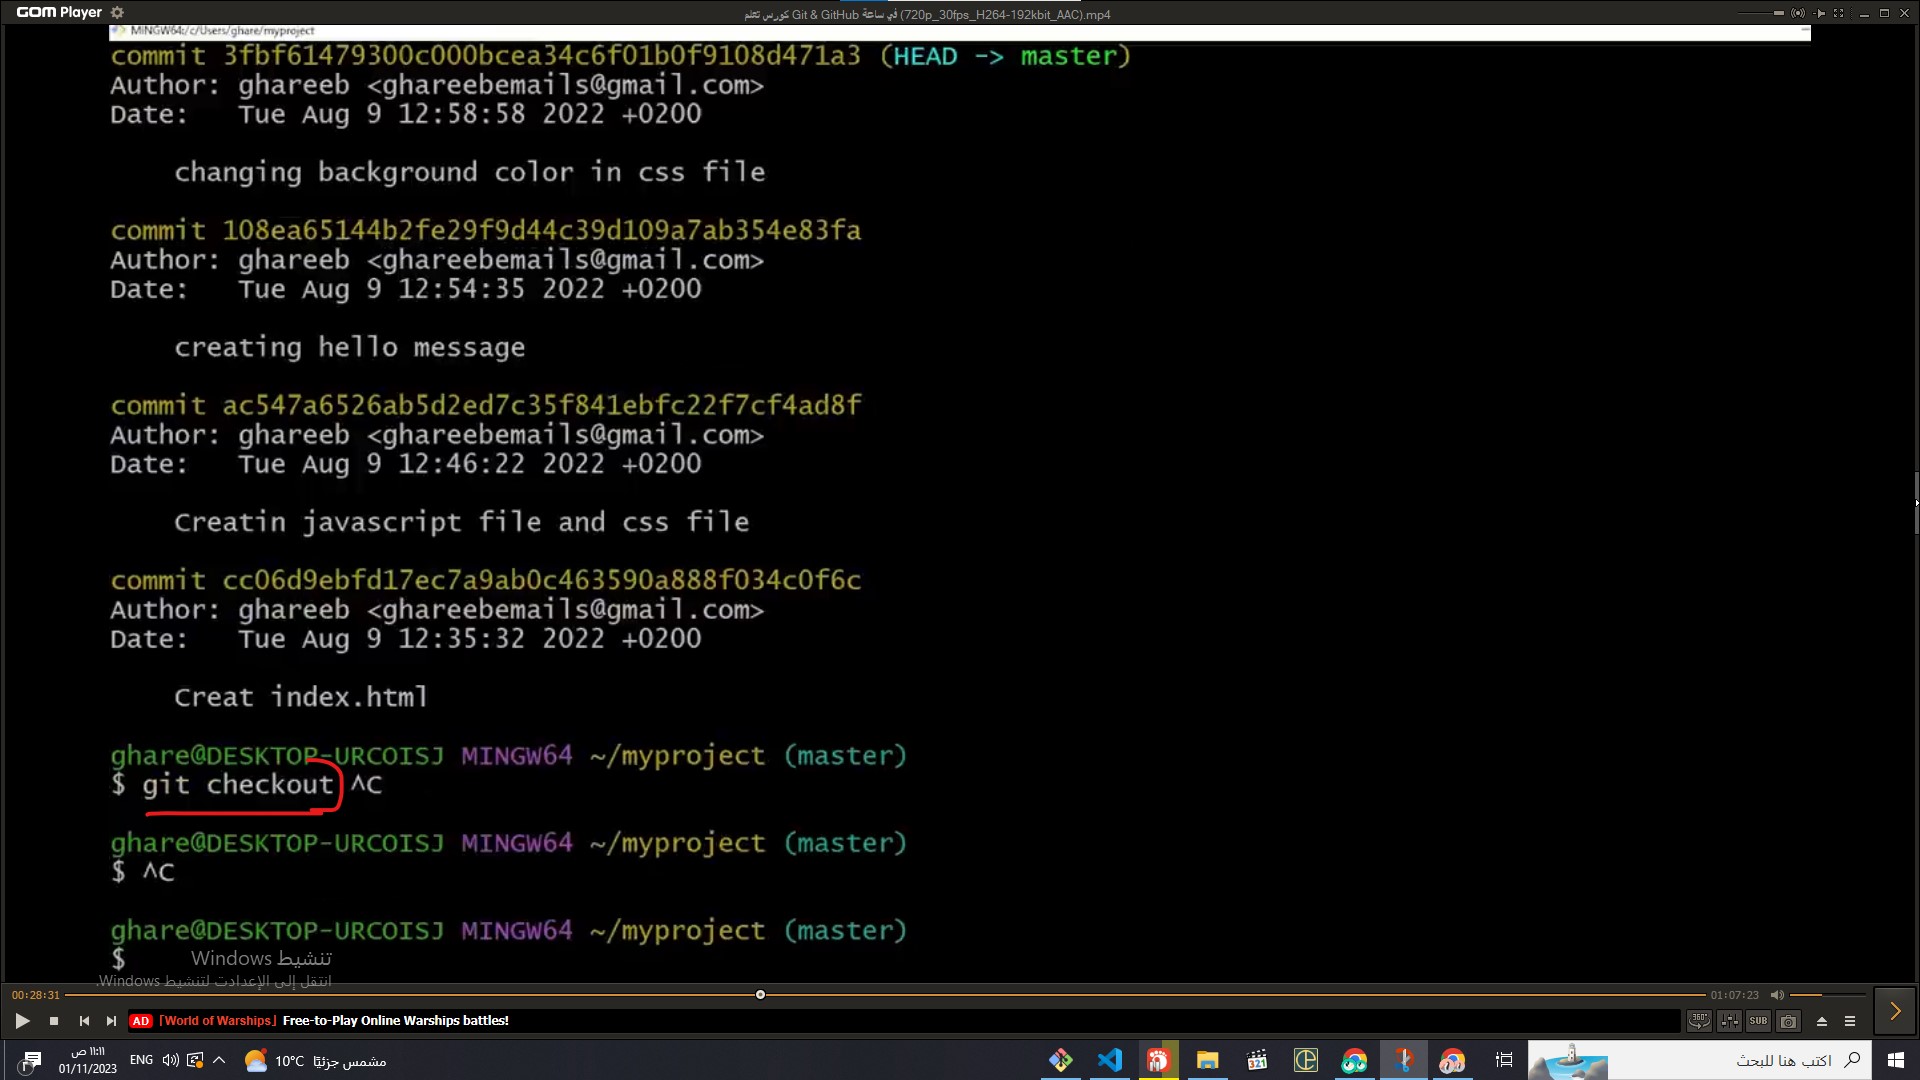 GOM Player
كورس تتعلم Git & GitHub في ساعة (720p_30fps_H264-192kbit_AAC).mp4
MINGW64:/c/Users/ghare/myproject
commit 3fbf61479300c000bcea34c6f01b0f9108d471a3 (HEAD -> master)
Author: ghareeb <ghareebemails@gmail.com>
Date:   Tue Aug 9 12:58:58 2022 +0200
changing background color in css file
commit 108ea65144b2fe29f9d44c39d109a7ab354e83fa
Author: ghareeb <ghareebemails@gmail.com>
Date:   Tue Aug 9 12:54:35 2022 +0200
creating hello message
commit ac547a6526ab5d2ed7c35f841ebfc22f7cf4ad8f
Author: ghareeb <ghareebemails@gmail.com>
Date:   Tue Aug 9 12:46:22 2022 +0200
Creatin javascript file and css file
commit cc06d9ebfd17ec7a9ab0c463590a888f034c0f6c
Author: ghareeb <ghareebemails@gmail.com>
Date:   Tue Aug 9 12:35:32 2022 +0200
Creat index.html
ghare@DESKTOP-URCOISJ MINGW64 ~/myproject (master)
$ git checkout ^C
ghare@DESKTOP-URCOISJ MINGW64 ~/myproject (master)
$ ^C
ghare@DESKTOP-URCOISJ MINGW64 ~/myproject (master)
$
تنشيط Windows
انتقل إلى الإعدادت لتنشيط Windows.
00:28:31
01:07:23
AD「World of Warships」Free-to-Play Online Warships battles!
360°
SUB
11:11 ص
01/11/2023
ENG
10°C مشمس جزئيًا
321
اكتب هنا للبحث